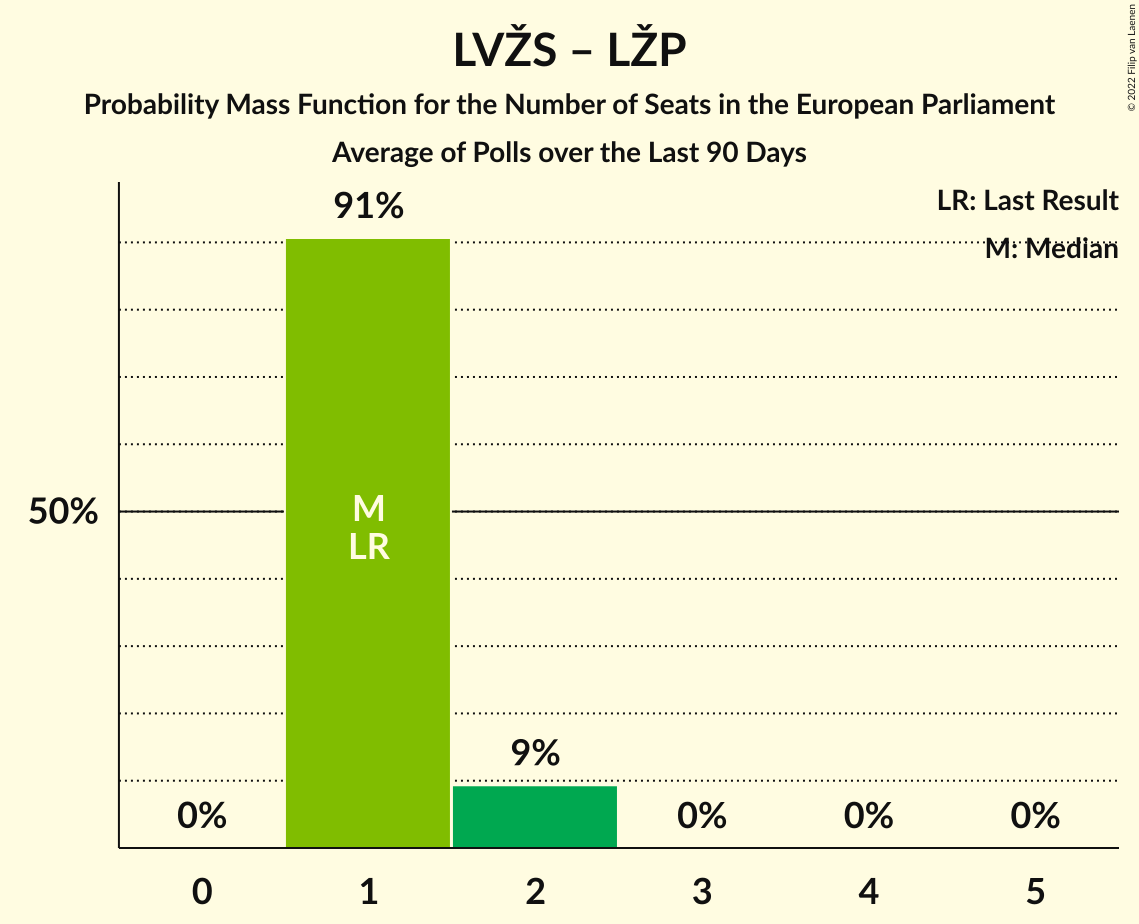 LVŽS – LŽP
Probability Mass Function for the Number of Seats in the European Parliament
Average of Polls over the Last 90 Days
© 2022 Filip van Laenen
LR: Last Result
M: Median
91%
50%
M
LR
9%
0%
0%
0%
0%
0
1
2
3
4
5